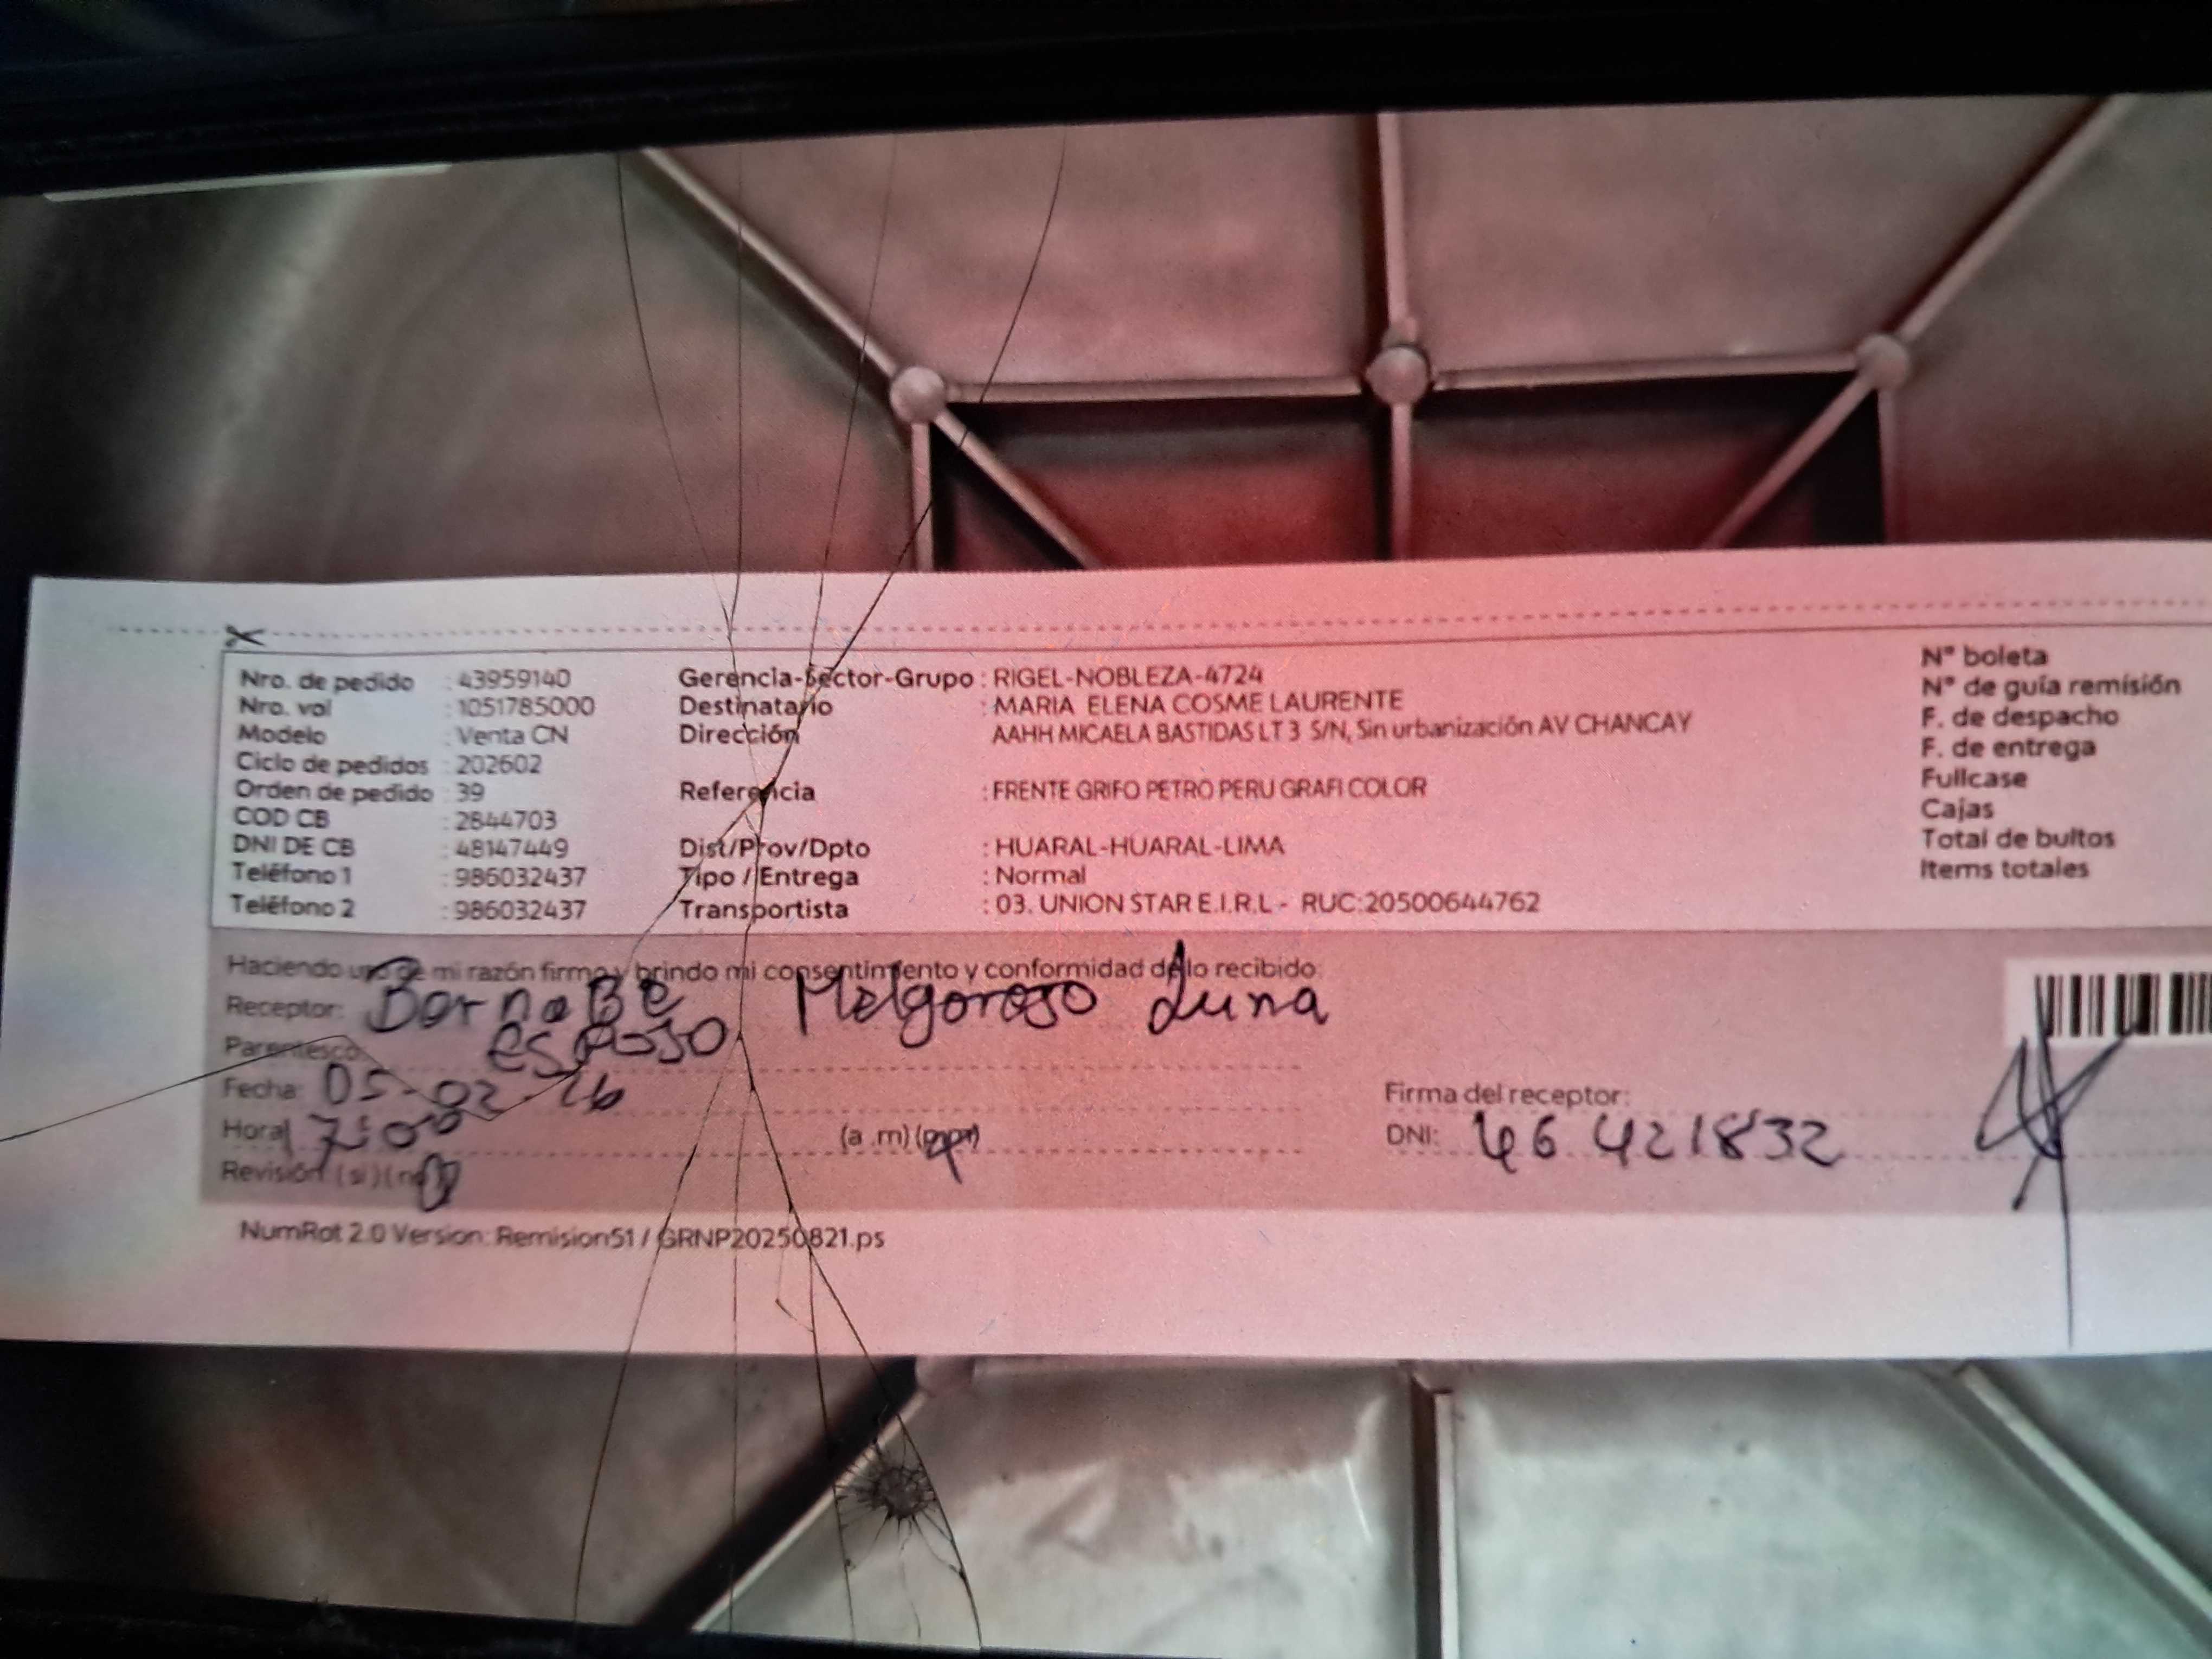 Nro. de pedido : 43959140
Nro. vol : 1051785000
Modelo : Venta CN
Ciclo de pedidos : 202602
Orden de pedido : 39
COD CB : 2844703
DNI DE CB : 48147449
Teléfono 1 : 986032437
Teléfono 2 : 986032437
Gerencia-Sector-Grupo : RIGEL-NOBLEZA-4724
Destinatario : MARIA ELENA COSME LAURENTE
Dirección AAHH MICAELA BASTIDAS LT 3 S/N, Sin urbanización AV CHANCAY
Referencia : FRENTE GRIFO PETRO PERU GRAFI COLOR
Dist/Prov/Dpto : HUARAL-HUARAL-LIMA
Tipo / Entrega : Normal
Transportista : 03. UNION STAR E.I.R.L - RUC:20500644762
N° boleta
N° de guía remisión
F. de despacho
F. de entrega
Fullcase
Cajas
Total de bultos
Items totales
Haciendo uso de mi razón firmo y brindo mi consentimiento y conformidad de lo recibido:
Receptor: BernaBe Melgoroso Luna
Parentesco: esposo
Fecha: 05-02-26
Hora: 7:00 (a .m) (p.m)
Revisión: (si) (no)
Firma del receptor:
DNI: 46421832
NumRot 2.0 Version: Remision51 / GRNP20250821.ps